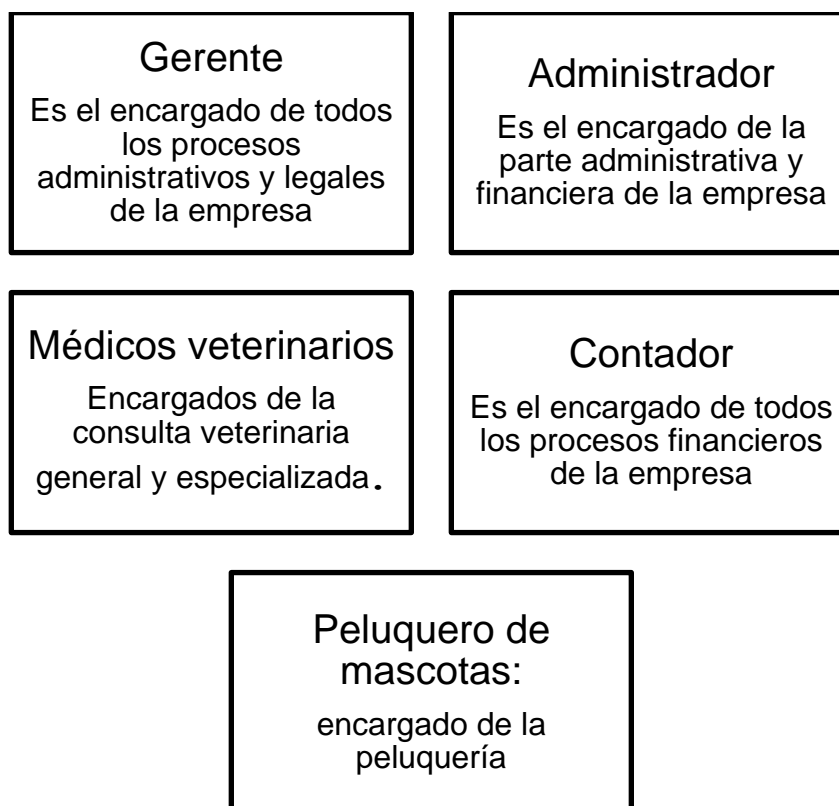 Gerente
Es el encargado de todos
los procesos
administrativos y legales
de la empresa
Administrador
Es el encargado de la
parte administrativa y
financiera de la empresa
Médicos veterinarios
Encargados de la
consulta veterinaria
general y especializada.
Contador
Es el encargado de todos
los procesos financieros
de la empresa
Peluquero de
mascotas:
encargado de la
peluquería